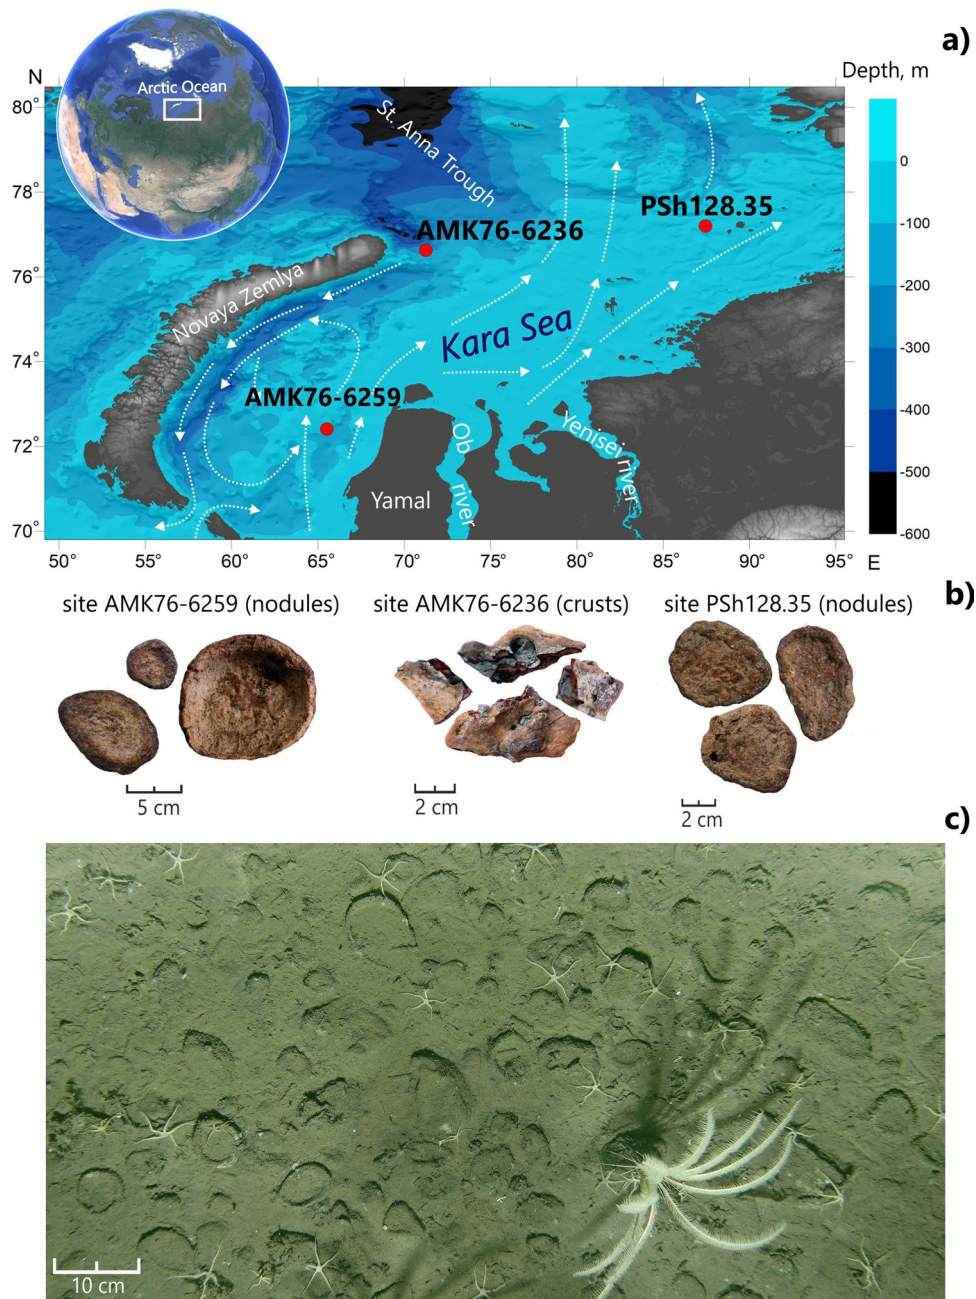 a)
Arctic Ocean
N
Depth, m
80°
78°
76°
74°
72°
70°
St. Anna Trough
AMK76-6236
PSh128.35
Novaya Zemlya
Kara Sea
AMK76-6259
Ob river
Yenisei river
Yamal
0
-100
-200
-300
-400
-500
-600
50° 55° 60° 65° 70° 75° 80° 85° 90° 95° E
b)
site AMK76-6259 (nodules)
site AMK76-6236 (crusts)
site PSh128.35 (nodules)
5 cm
2 cm
2 cm
c)
10 cm